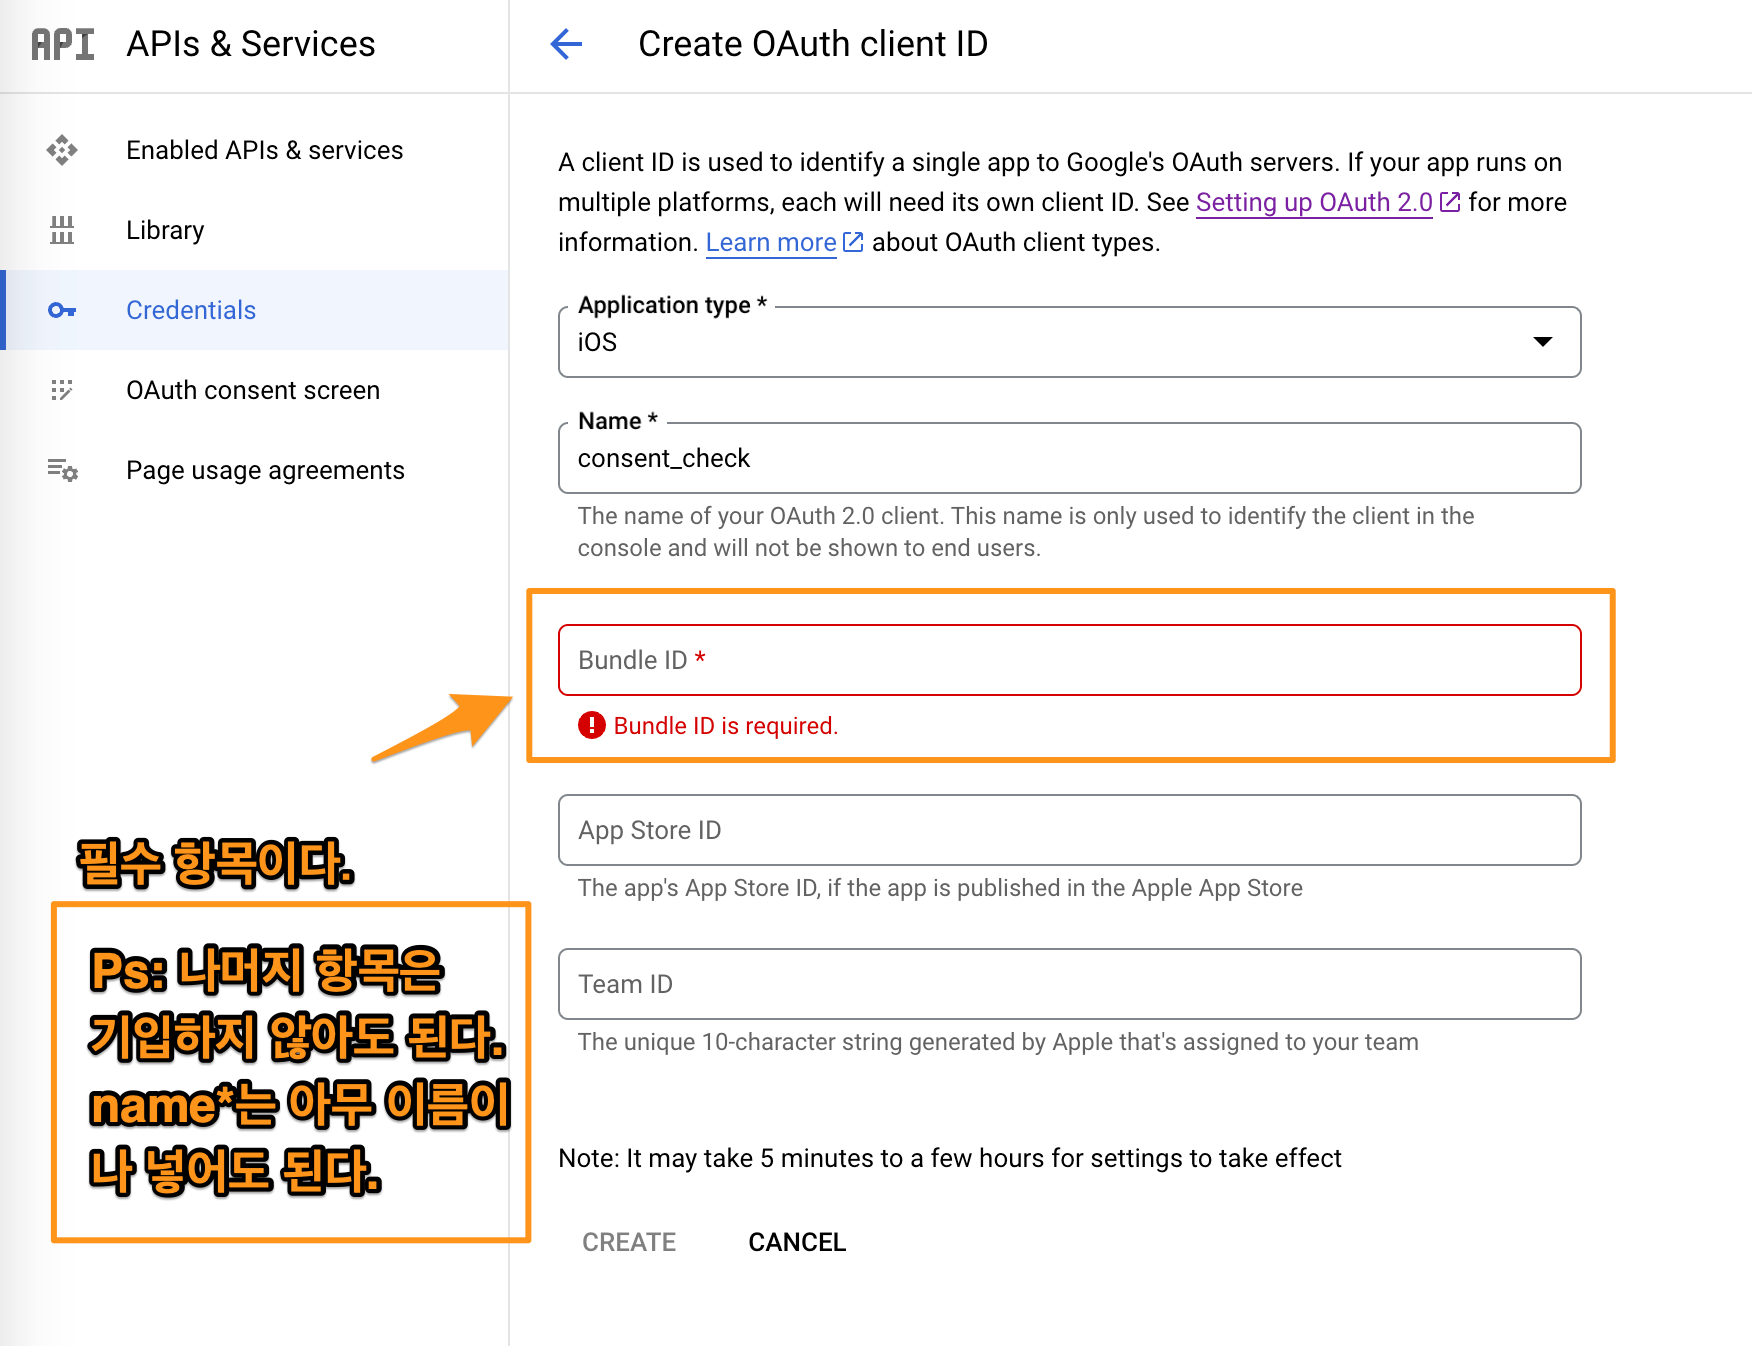 API APIs & Services
Enabled APIs & services
Library
Credentials
OAuth consent screen
Page usage agreements
Create OAuth client ID
A client ID is used to identify a single app to Google's OAuth servers. If your app runs on
multiple platforms, each will need its own client ID. See Setting up OAuth 2.0 for more
information. Learn more about OAuth client types.
Application type *
iOS
Name *
consent_check
The name of your OAuth 2.0 client. This name is only used to identify the client in the
console and will not be shown to end users.
Bundle ID *
Bundle ID is required.
App Store ID
The app's App Store ID, if the app is published in the Apple App Store
Team ID
The unique 10-character string generated by Apple that's assigned to your team
Note: It may take 5 minutes to a few hours for settings to take effect
CREATE CANCEL
필수 항목이다.
Ps: 나머지 항목은
기입하지 않아도 된다.
name*는 아무 이름이
나 넣어도 된다.